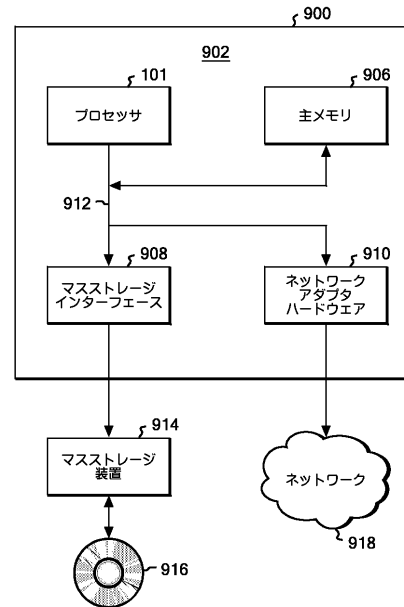 900
902
101
プロセッサ
906
主メモリ
912
908
マスストレージ
インターフェース
910
ネットワーク
アダプタ
ハードウェア
914
マスストレージ
装置
ネットワーク
918
916